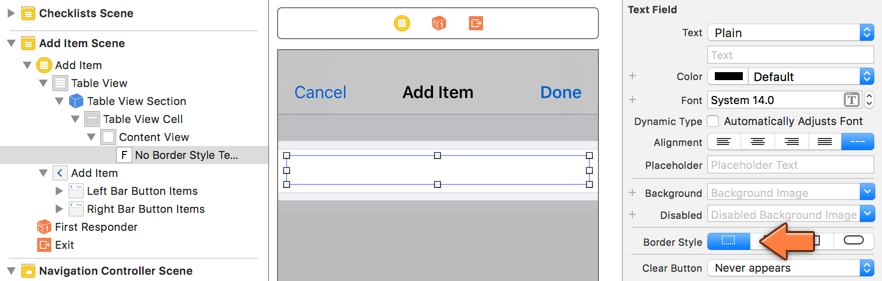 Checklists Scene
Add Item Scene
Add Item
Table View
Table View Section
Table View Cell
Content View
F No Border Style Te...
Add Item
Left Bar Button Items
Right Bar Button Items
First Responder
Exit
Navigation Controller Scene
Cancel Add Item Done
Text Field
Text Plain
Text
Color Default
Font System 14.0
Dynamic Type Automatically Adjusts Font
Alignment
Placeholder Placeholder Text
Background Background Image
Disabled Disabled Background Image
Border Style
Clear Button Never appears